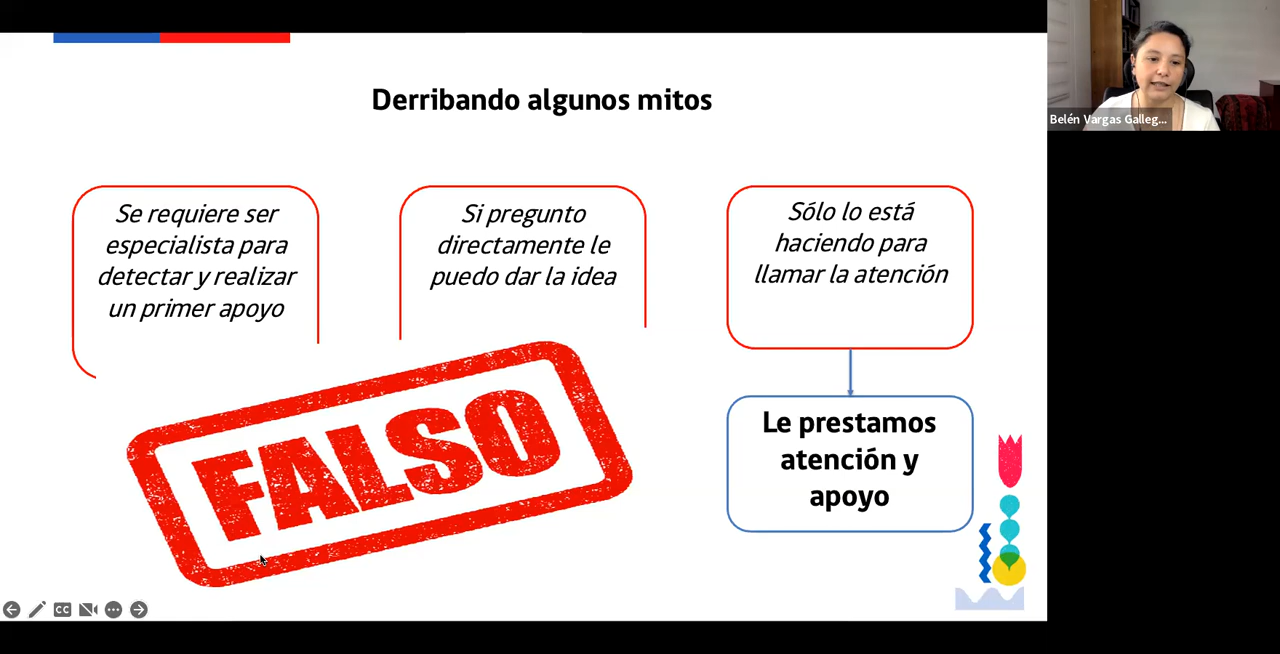 Derribando algunos mitos
Se requiere ser
especialista para
detectar y realizar
un primer apoyo
Si pregunto
directamente le
puedo dar la idea
Sólo lo está
haciendo para
llamar la atención
FALSO
Le prestamos
atención y
apoyo
Belén Vargas Galleg...
CC